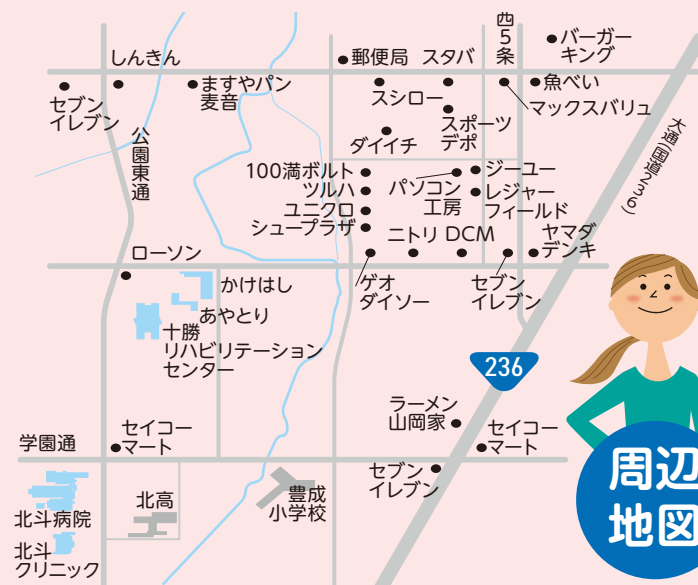 しんきん
郵便局
スタバ
西5条
バーガー
キング
セブン
イレブン
ますやパン
麦音
スシロー
魚べい
マックスバリュ
スポーツ
デポ
公園東通
ダイイチ
大通(国道236)
100満ボルト
ツルハ
ユニクロ
シュープラザ
パソコン
工房
ジーユー
レジャー
フィールド
ニトリ
DCM
ヤマダ
デンキ
ローソン
かけはし
あやとり
十勝
リハビリテーション
センター
ゲオ
ダイソー
セブン
イレブン
236
ラーメン
山岡家
セイコー
マート
学園通
セイコー
マート
セブン
イレブン
北斗病院
北斗
クリニック
北高
豊成
小学校
周辺
地図